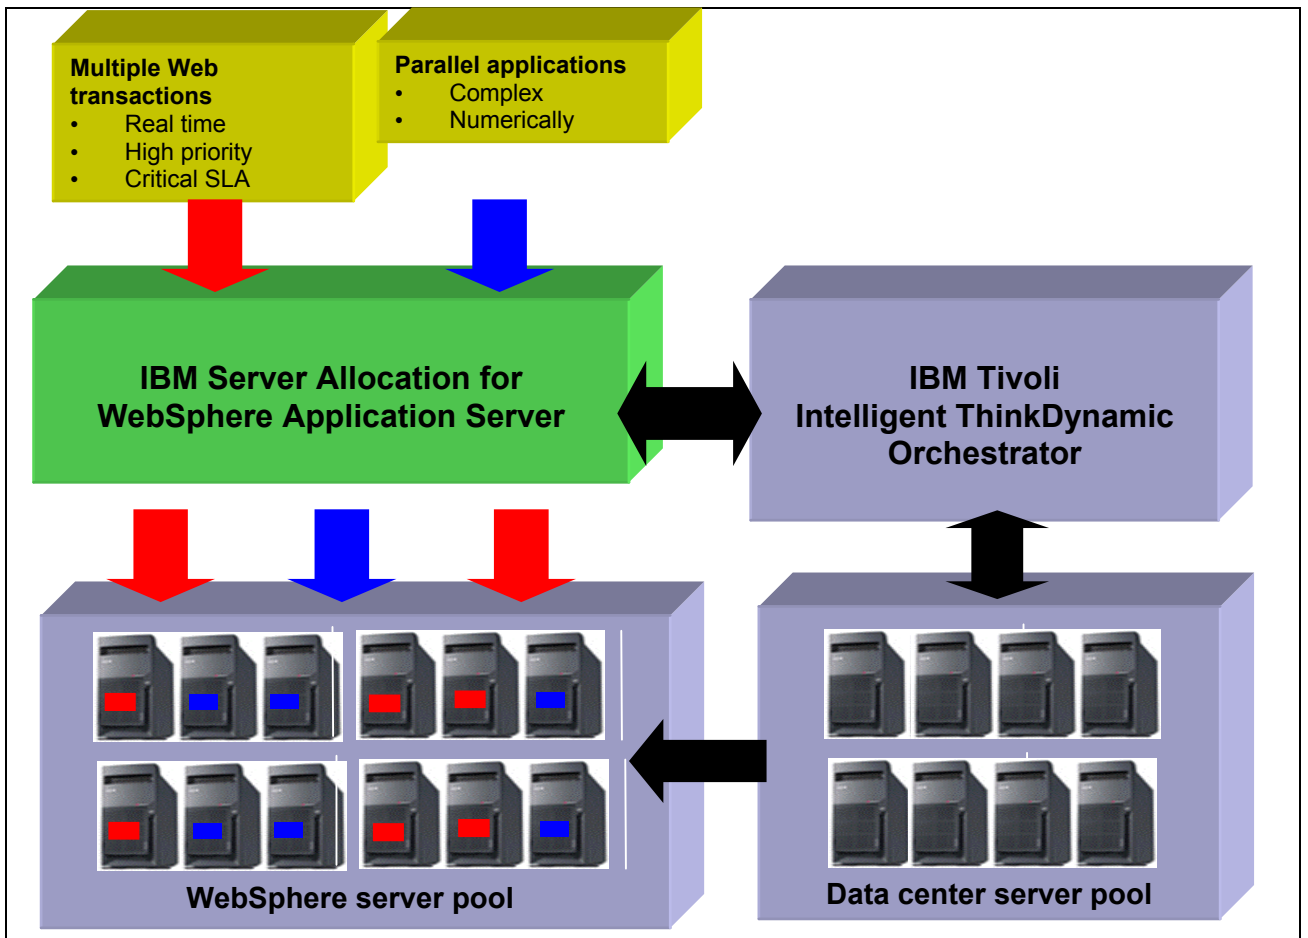 Multiple Web
transactions
• Real time
• High priority
• Critical SLA
Parallel applications
• Complex
• Numerically
IBM Server Allocation for
WebSphere Application Server
IBM Tivoli
Intelligent ThinkDynamic
Orchestrator
WebSphere server pool
Data center server pool